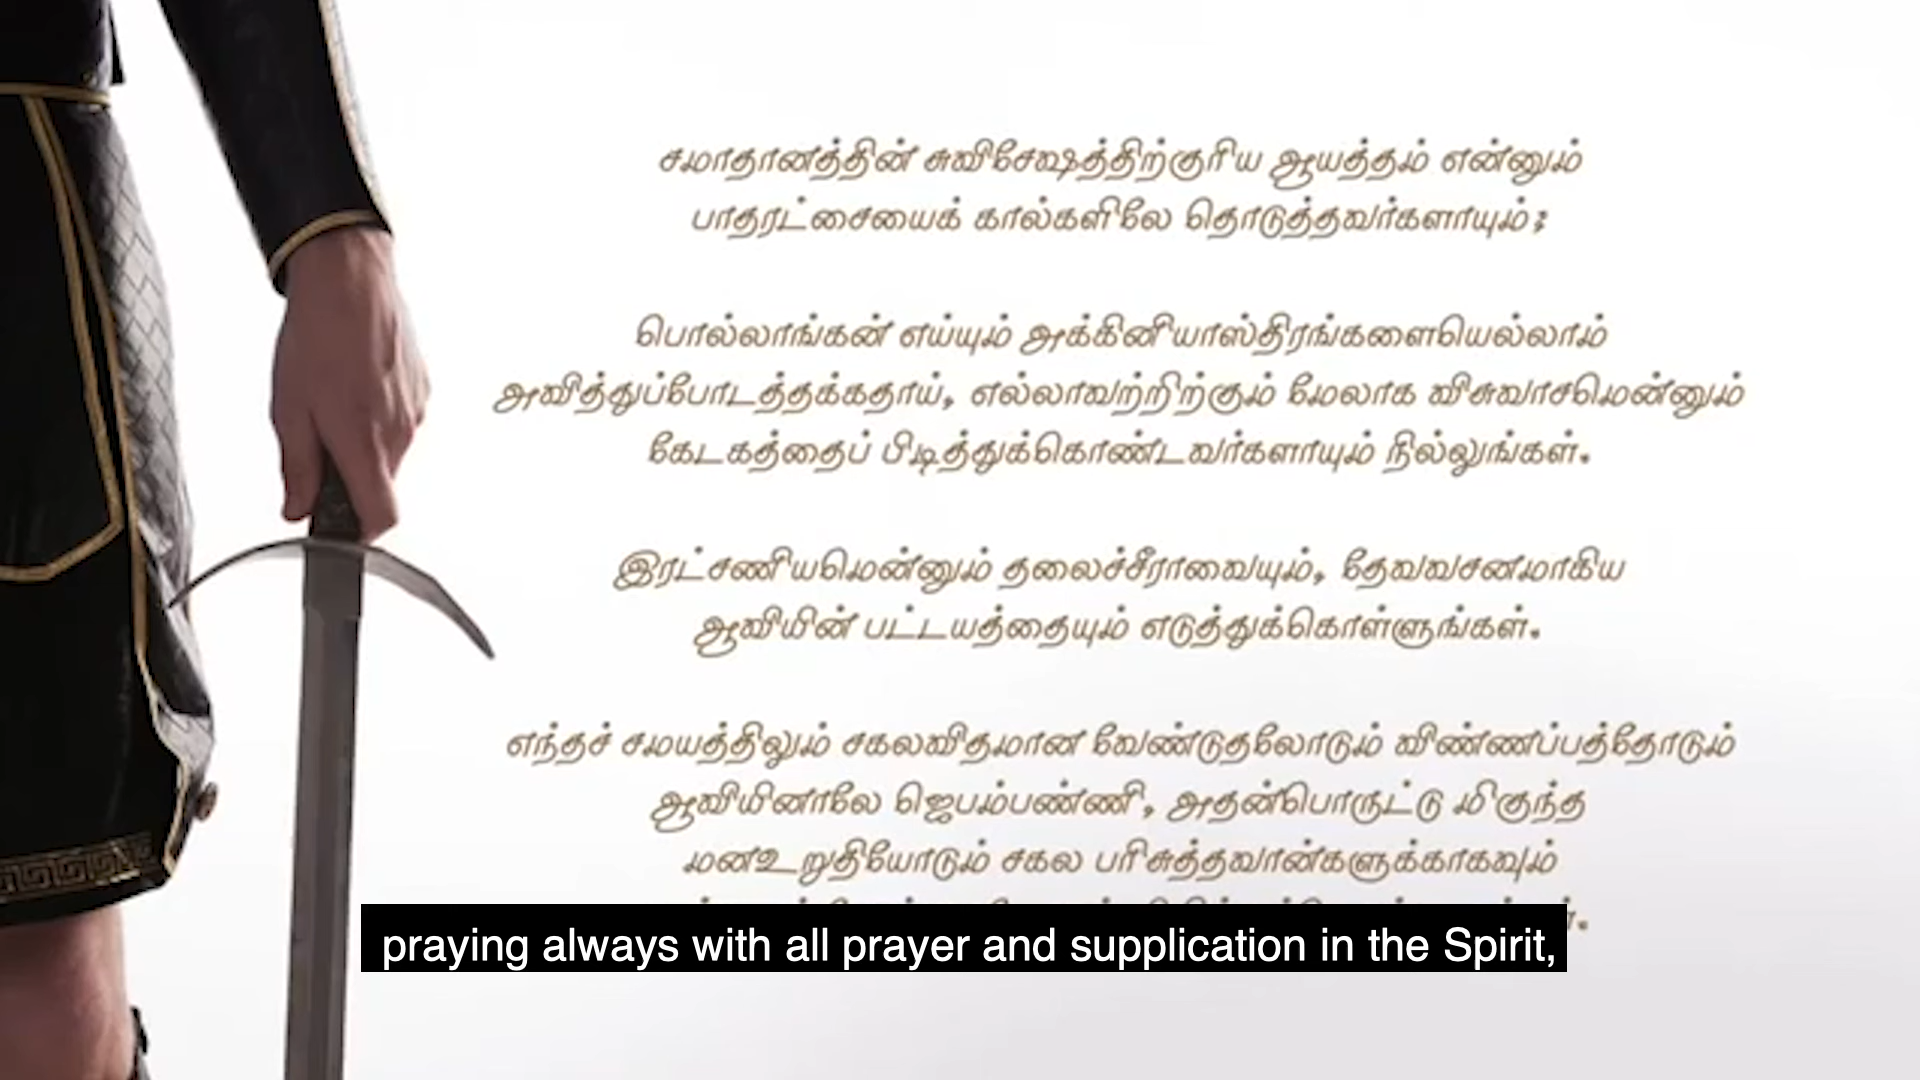 சமாதானத்தின் சுவிசேஷத்திற்குரிய ஆயத்தம் என்னும்
பாதரட்சையைக் கால்களிலே தொடுத்தவர்களாயும்;
பொல்லாங்கன் எய்யும் அக்கினியாஸ்திரங்களையெல்லாம்
அவித்துப்போடத்தக்கதாய், எல்லாவற்றிற்கும் மேலாக விசுவாசமென்னும்
கேடகத்தைப் பிடித்துக்கொண்டவர்களாயும் நில்லுங்கள்.
இரட்சணியமென்னும் தலைச்சீராவையும், தேவவசனமாகிய
ஆவியின் பட்டயத்தையும் எடுத்துக்கொள்ளுங்கள்.
எந்தச் சமயத்திலும் சகலவிதமான வேண்டுதலோடும் விண்ணப்பத்தோடும்
ஆவியினாலே ஜெபம்பண்ணி, அதன்பொருட்டு மிகுந்த
மனஉறுதியோடும் சகல பரிசுத்தவான்களுக்காகவும்
praying always with all prayer and supplication in the Spirit,